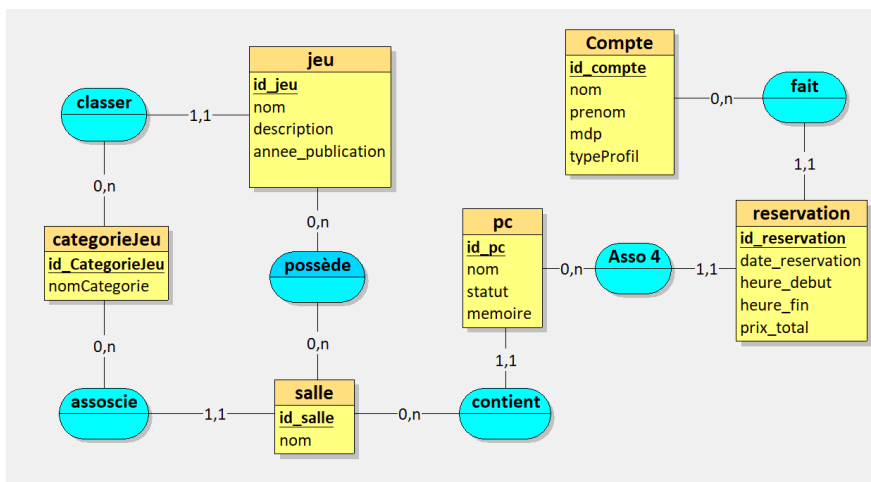 jeu
id_jeu
nom
description
annee_publication
classer
1,1
0,n
categorieJeu
id_CategorieJeu
nomCategorie
0,n
assoscie
1,1
0,n
possède
0,n
salle
id_salle
nom
0,n
contient
1,1
pc
id_pc
nom
statut
memoire
0,n
Asso 4
1,1
Compte
id_compte
nom
prenom
mdp
typeProfil
0,n
fait
1,1
reservation
id_reservation
date_reservation
heure_debut
heure_fin
prix_total